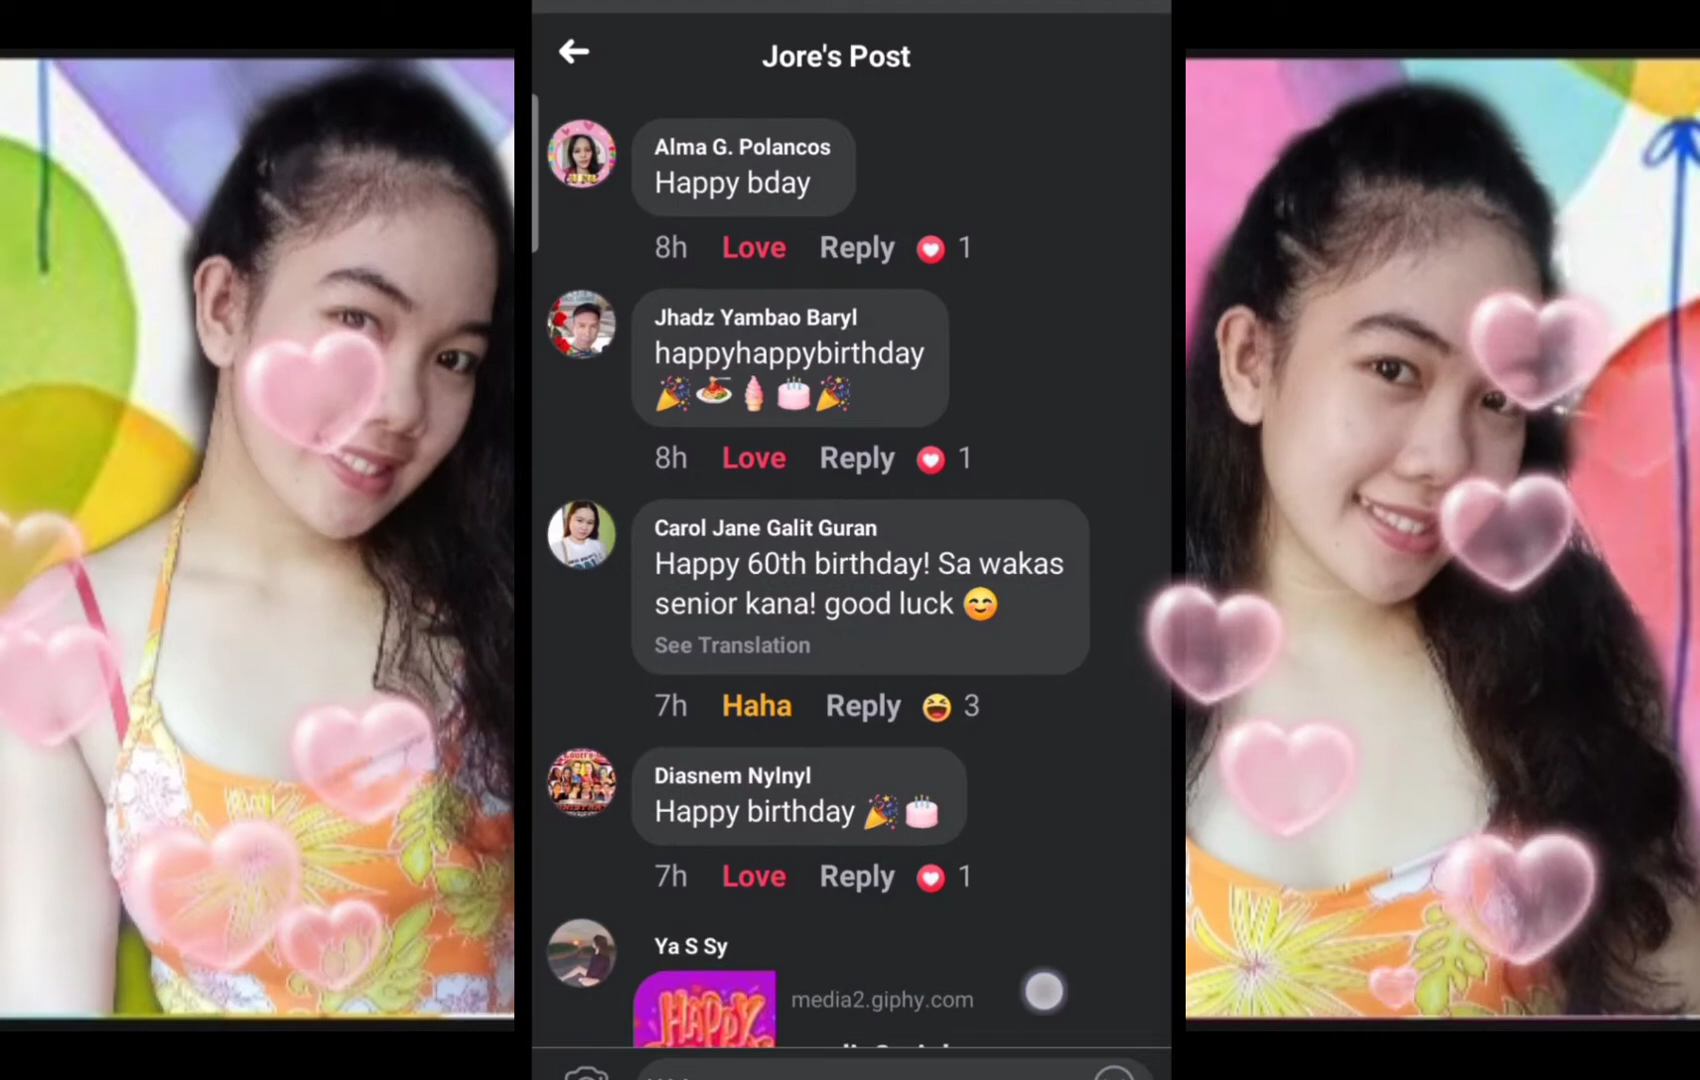 Jore's Post
Alma G. Polancos
Happy bday
8h Love Reply 1
Jhadz Yambao Baryl
happyhappybirthday
8h Love Reply 1
Carol Jane Galit Guran
Happy 60th birthday! Sa wakas
senior kana! good luck
See Translation
7h Haha Reply 3
Diasnem Nylnyl
Happy birthday
7h Love Reply 1
Ya S Sy
HAPPY
media2.giphy.com